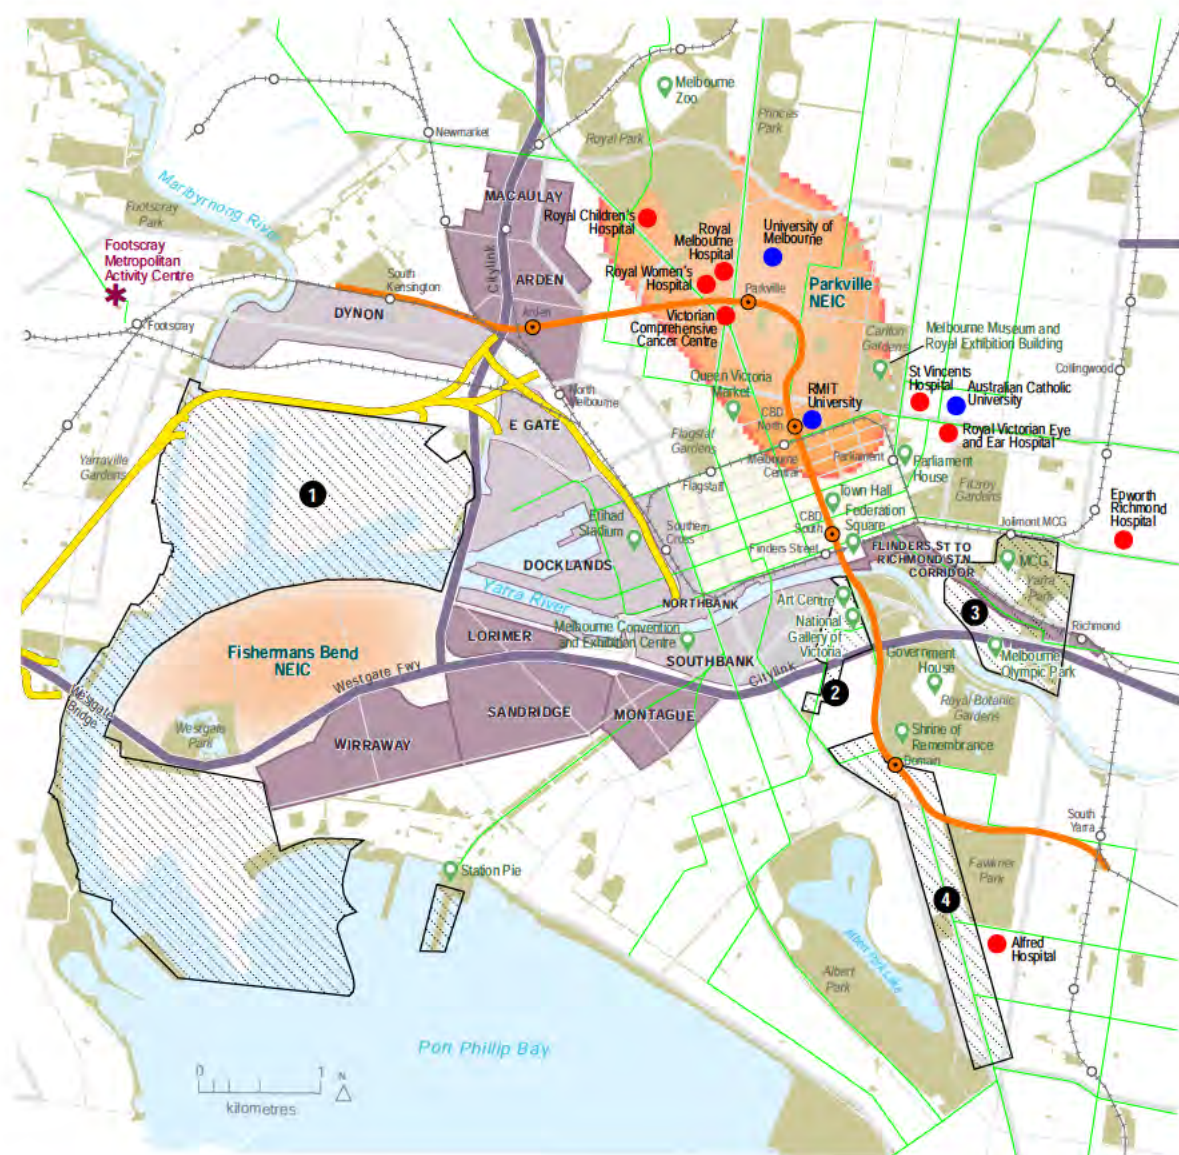 Melbourne
Zoo
Royal Park
Princes
Park
Newmarket
Maribyrnong River
Footscray
Park
MACAULAY
Royal Children's
Hospital
Royal
Melbourne
Hospital
University of
Melbourne
Footscray
Metropolitan
Activity Centre
Citylink
ARDEN
Royal Women's
Hospital
South
Kensington
Parkville
Parkville
NEIC
DYNON
Arden
Footscray
Victorian
Comprehensive
Cancer Centre
Carlton
Gardens
Melbourne Museum and
Royal Exhibition Building
Collingwood
Queen Victoria
Market
St Vincents
Hospital
Australian Catholic
University
North
Melbourne
RMIT
University
CBD
North
E GATE
Flagstaff
Gardens
Royal Victorian Eye
and Ear Hospital
Yarraville
Gardens
Melbourne
Central
Parliament
Parliament
House
Fitzroy
Gardens
1
Flagstaff
Town Hall
Epworth
Richmond
Hospital
Etihad
Stadium
Southern
Cross
CBD
South
Federation
Square
Jolimont MCG
DOCKLANDS
Flinders Street
FLINDERS ST TO
RICHMOND STN
CORRIDOR
MCG
Yarra
Park
Yarra River
NORTHBANK
Art Centre
3
LORIMER
Melbourne Convention
and Exhibition Centre
National
Gallery of
Victoria
Richmond
Fishermans Bend
NEIC
SOUTHBANK
Government
House
Melbourne
Olympic Park
Westgate Fwy
Citylink
Westgate
Bridge
2
Royal Botanic
Gardens
SANDRIDGE
MONTAGUE
Westgate
Park
WIRRAWAY
Shrine of
Remembrance
Domain
South
Yarra
Station Pie
Fawkner
Park
4
Alfred
Hospital
Albert Park Lake
Albert
Park
Port Phillip Bay
0 1
N
kilometres